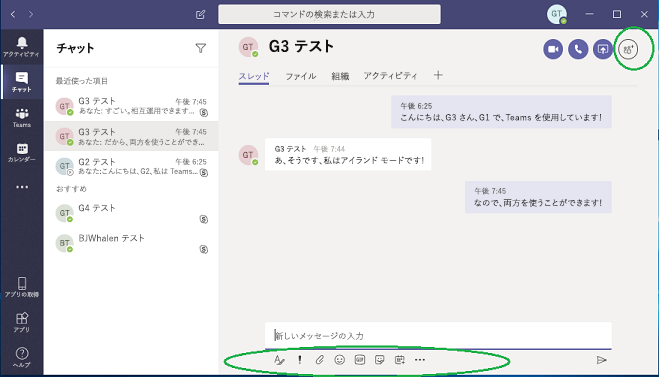 コマンドの検索または入力
GT
アクティビティ
チャット
Teams
カレンダー
アプリの取得
アプリ
ヘルプ
チャット
最近使った項目
GT
G3 テスト
午後 7:45
あなた: すごい。相互運用できます...
GT
G3 テスト
午後 7:45
あなた: だから、両方を使うことができ...
GT
G2 テスト
午後 6:25
あなた:こんにちは、G2、私は Teams...
おすすめ
GT
G4 テスト
BT
BJWhalen テスト
GT
G3 テスト
スレッド
ファイル
組織
アクティビティ
午後 6:25
こんにちは、G3 さん、G1 で、Teams を使用しています!
GT
G3 テスト 午後 7:44
あ、そうです、私はアイランド モードです!
午後 7:45
なので、両方を使うことができます!
新しいメッセージの入力
GIF